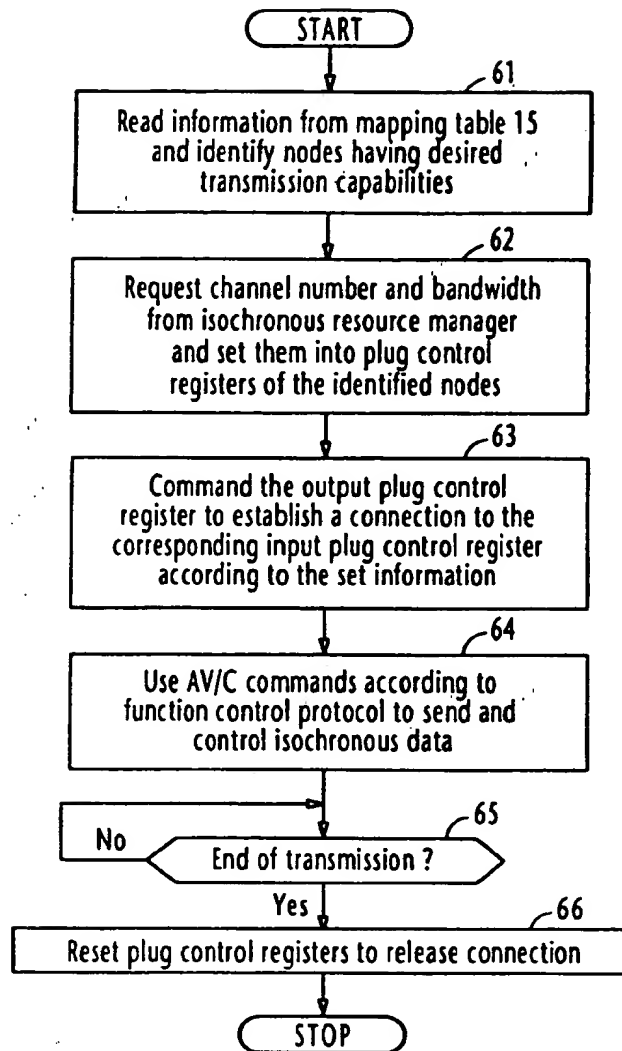 START
61
Read information from mapping table 15
and identify nodes having desired
transmission capabilities
62
Request channel number and bandwidth
from isochronous resource manager
and set them into plug control
registers of the identified nodes
63
Command the output plug control
register to establish a connection to the
corresponding input plug control register
according to the set information
64
Use AV/C commands according to
function control protocol to send and
control isochronous data
65
No
End of transmission ?
Yes
66
Reset plug control registers to release connection
STOP